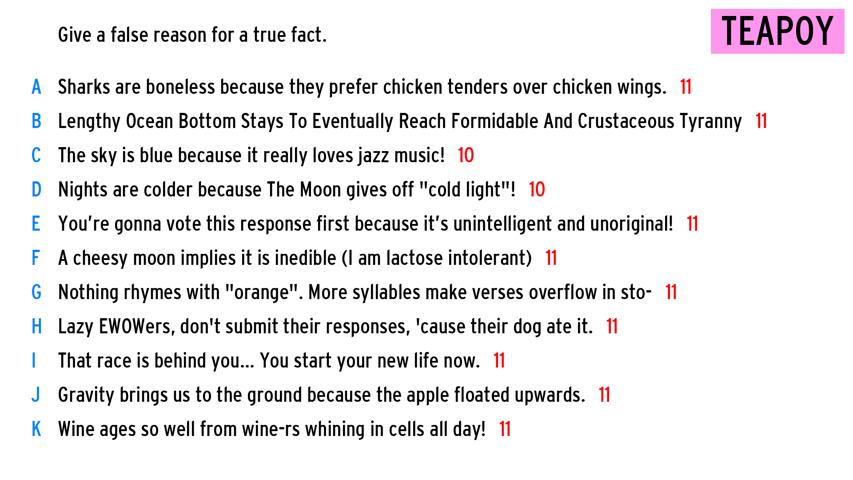 Give a false reason for a true fact.
TEAPOY
A Sharks are boneless because they prefer chicken tenders over chicken wings. 11
B Lengthy Ocean Bottom Stays To Eventually Reach Formidable And Crustaceous Tyranny 11
C The sky is blue because it really loves jazz music! 10
D Nights are colder because The Moon gives off "cold light"! 10
E You’re gonna vote this response first because it’s unintelligent and unoriginal! 11
F A cheesy moon implies it is inedible (I am lactose intolerant) 11
G Nothing rhymes with "orange". More syllables make verses overflow in sto- 11
H Lazy EWOWers, don't submit their responses, 'cause their dog ate it. 11
I That race is behind you... You start your new life now. 11
J Gravity brings us to the ground because the apple floated upwards. 11
K Wine ages so well from wine-rs whining in cells all day! 11